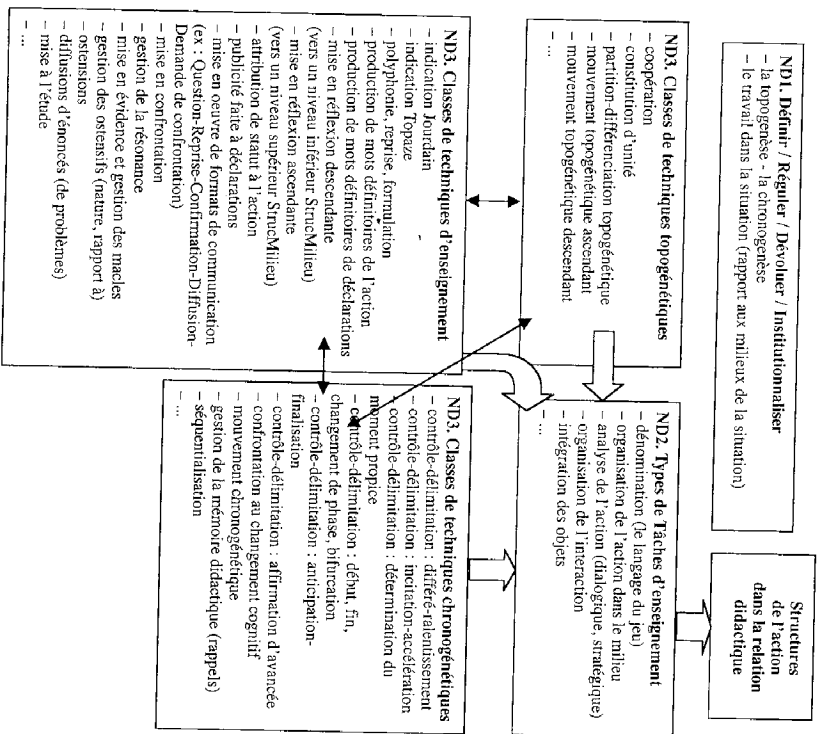 Structures
de l'action
dans la relation
didactique
ND1. Définir / Réguler / Dévoluer / Institutionnaliser
– la topogenèse - la chronogenèse
– le travail dans la situation (rapport aux milieux de la situation)
ND2. Types de Tâches d'enseignement
– dénomination (le langage du jeu)
– organisation de l'action dans le milieu
– analyse de l'action (dialogique, stratégique)
– organisation de l'interaction
– intégration des objets
– ...
ND3. Classes de techniques topogénétiques
– coopération
– constitution d'unité
– partition-différenciation topogénétique
– mouvement topogénétique ascendant
– mouvement topogénétique descendant
– ...
ND3. Classes de techniques chronogénétiques
– contrôle-délimitation : différé-ralentissement
– contrôle-délimitation : incitation-accélération
– contrôle-délimitation : détermination du
moment propice
– contrôle-délimitation : début, fin,
changement de phase, bifurcation
– contrôle-délimitation : anticipation-
finalisation
– contrôle-délimitation : affirmation d'avancée
– confrontation au changement cognitif
– mouvement chronogénétique
– gestion de la mémoire didactique (rappels)
– séquentialisation
– ...
ND3. Classes de techniques d'enseignement
– indication Jourdain
– indication Topaze
– polyphonie, reprise, formulation
– production de mots définitoires de l'action
– production de mots définitoires de déclarations
– mise en réflexion descendante
(vers un niveau inférieur StrucMilieu)
– mise en réflexion ascendante
(vers un niveau supérieur StrucMilieu)
– attribution de statut à l'action
– publicité faite à déclarations
– mise en oeuvre de formats de communication
(ex : Question-Reprise-Confirmation-Diffusion-
Demande de confrontation)
– mise en confrontation
– gestion de la résonance
– mise en évidence et gestion des macles
– gestion des ostensifs (nature, rapport à)
– ostensions
– diffusions d'énoncés (de problèmes)
– mise à l'étude
– ...